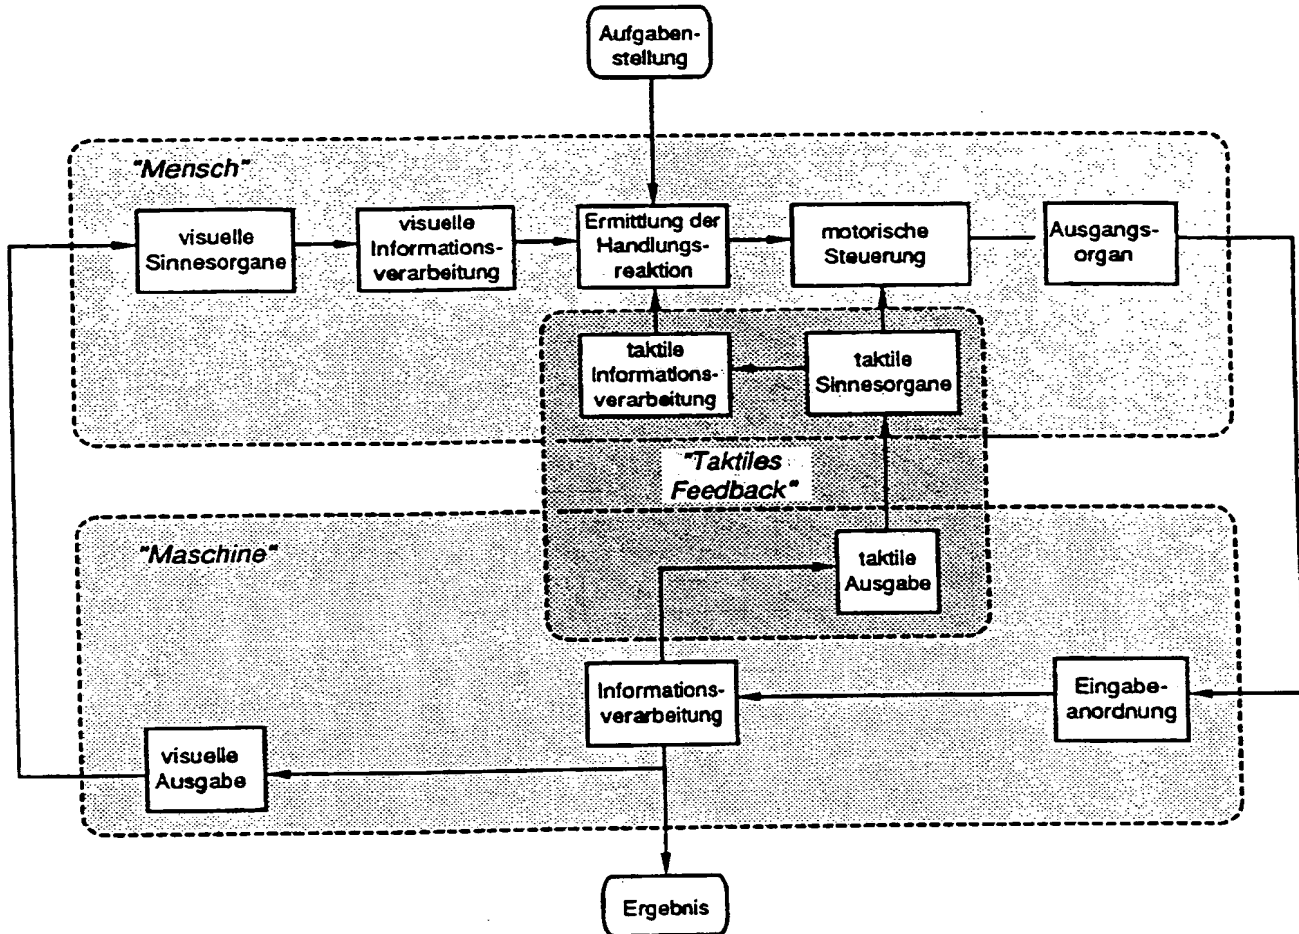 Aufgaben-
stellung
"Mensch"
visuelle
Sinnesorgane
visuelle
Informations-
verarbeitung
Ermittlung der
Handlungs-
reaktion
motorische
Steuerung
Ausgangs-
organ
taktile
Informations-
verarbeitung
taktile
Sinnesorgane
"Taktiles
Feedback"
"Maschine"
taktile
Ausgabe
Informations-
verarbeitung
Eingabe-
anordnung
visuelle
Ausgabe
Ergebnis